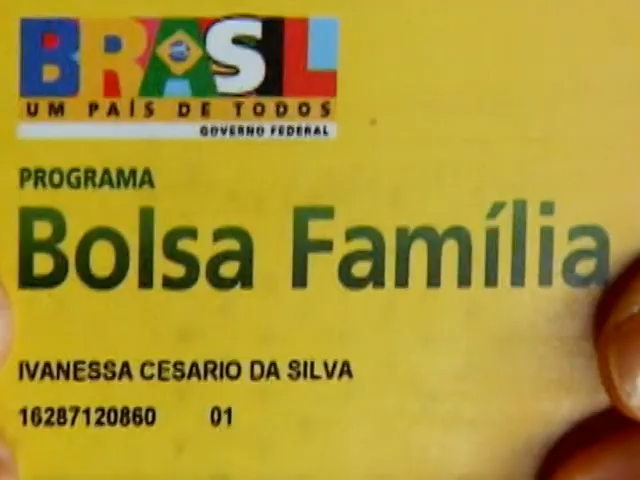 BRASIL
UM PAÍS DE TODOS
GOVERNO FEDERAL
PROGRAMA
Bolsa Família
IVANESSA CESARIO DA SILVA
16287120860 01